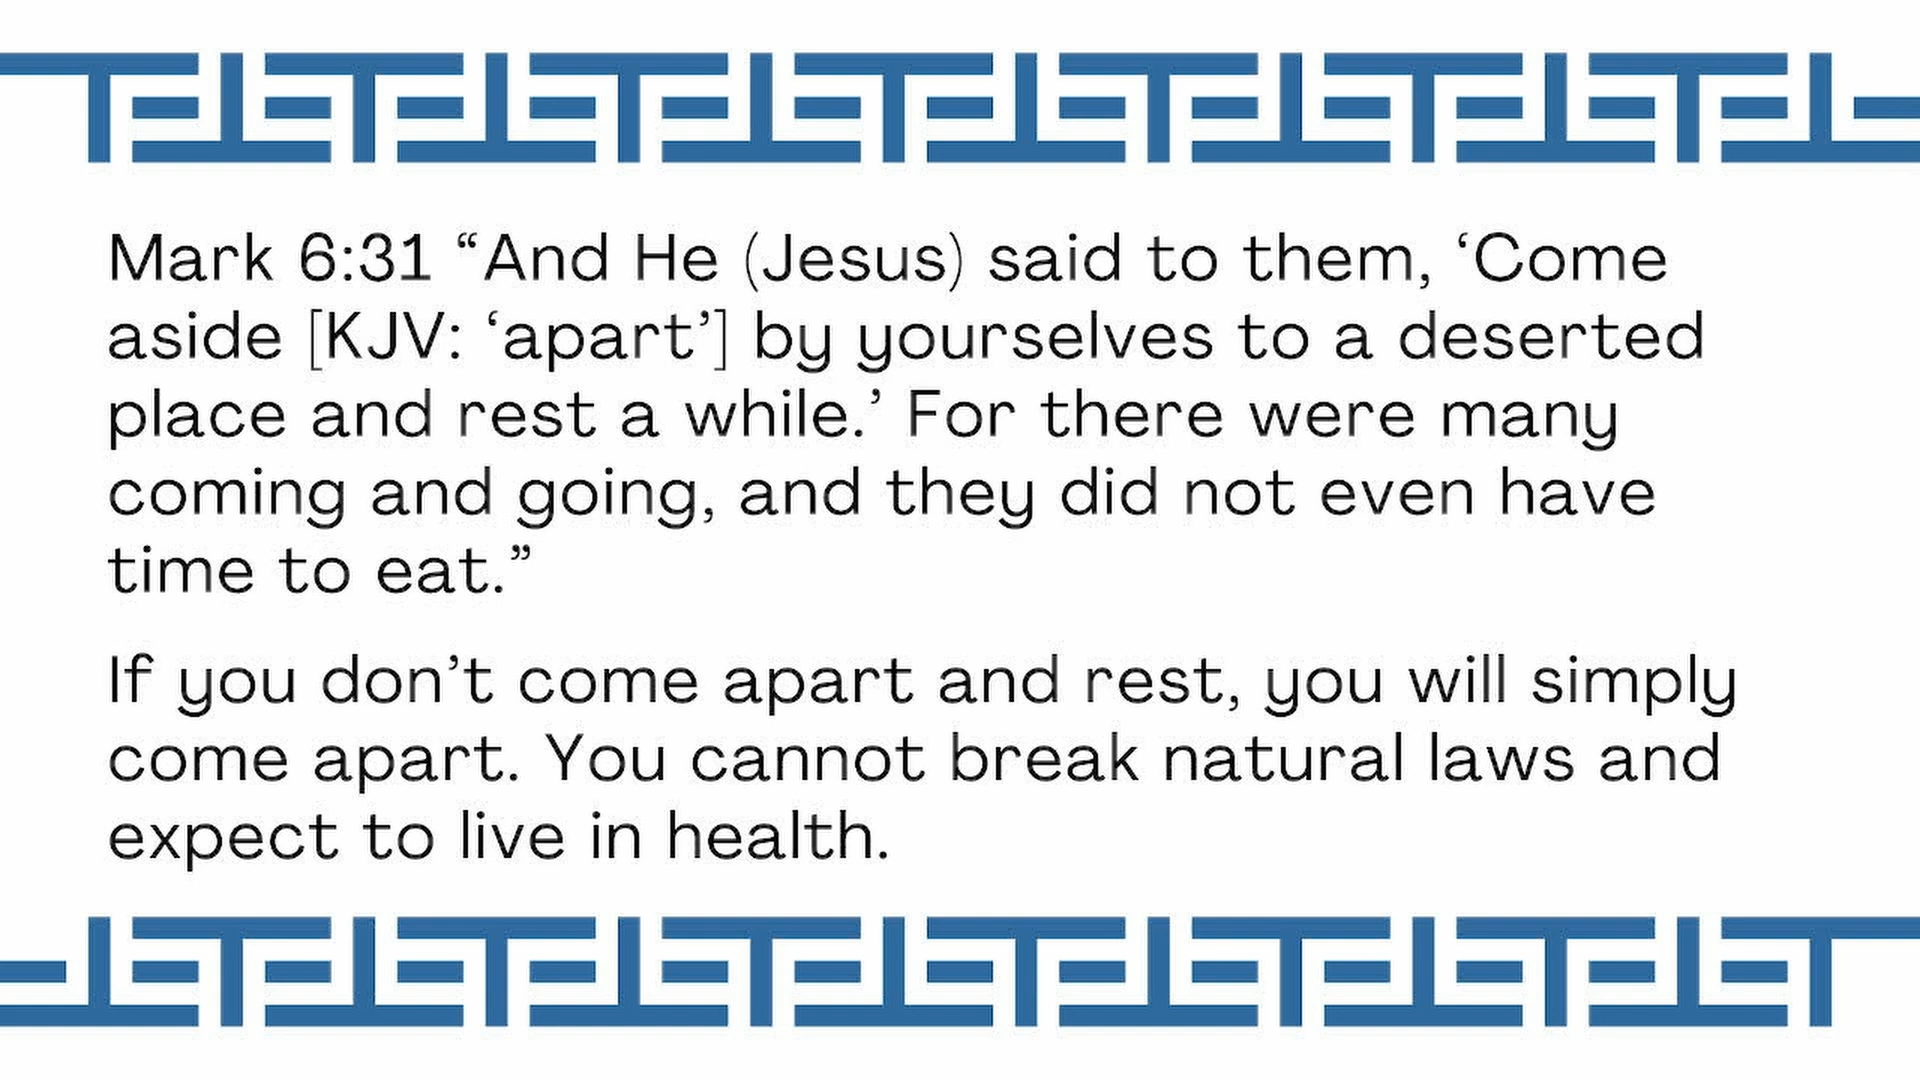 Mark 6:31 “And He (Jesus) said to them, ‘Come
aside [KJV: ‘apart’] by yourselves to a deserted
place and rest a while.’ For there were many
coming and going, and they did not even have
time to eat.”
If you don’t come apart and rest, you will simply
come apart. You cannot break natural laws and
expect to live in health.